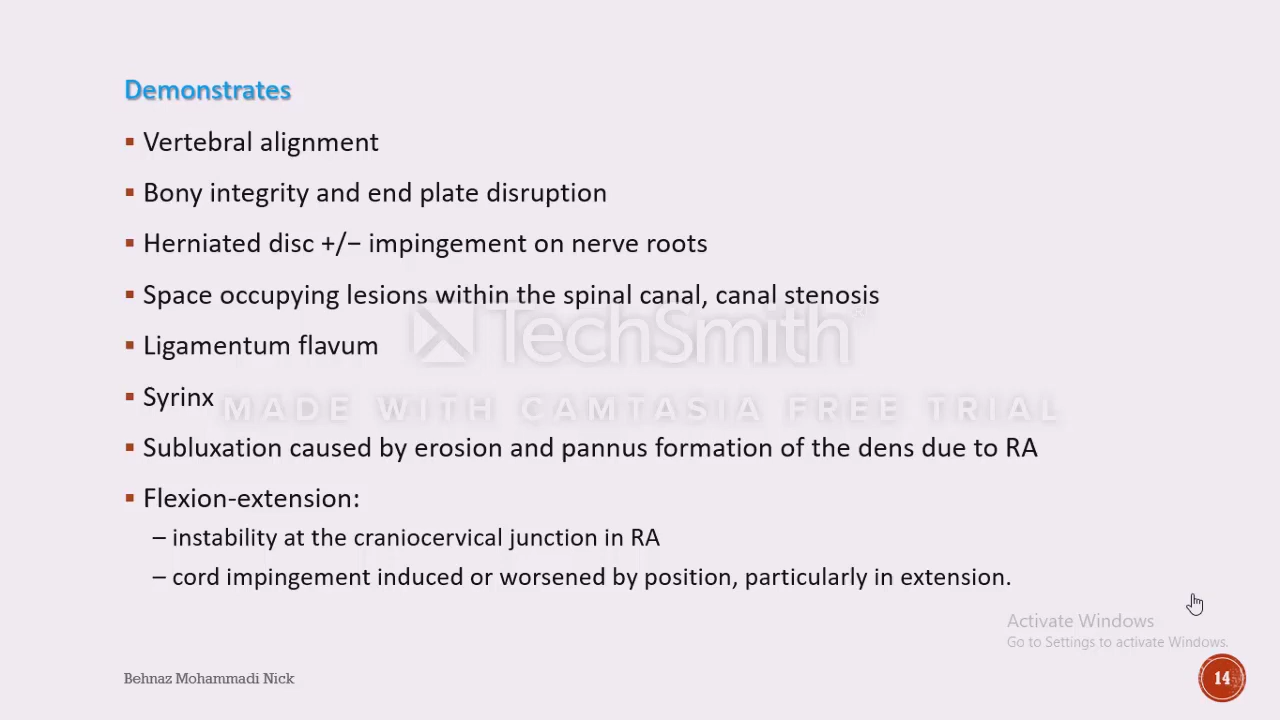 Demonstrates
▪ Vertebral alignment
▪ Bony integrity and end plate disruption
▪ Herniated disc +/− impingement on nerve roots
▪ Space occupying lesions within the spinal canal, canal stenosis
TechSmith®
▪ Ligamentum flavum
▪ Syrinx
MADE WITH CAMTASIA FREE TRIAL
▪ Subluxation caused by erosion and pannus formation of the dens due to RA
▪ Flexion-extension:
– instability at the craniocervical junction in RA
– cord impingement induced or worsened by position, particularly in extension.
Activate Windows
Go to Settings to activate Windows.
Behnaz Mohammadi Nick
14